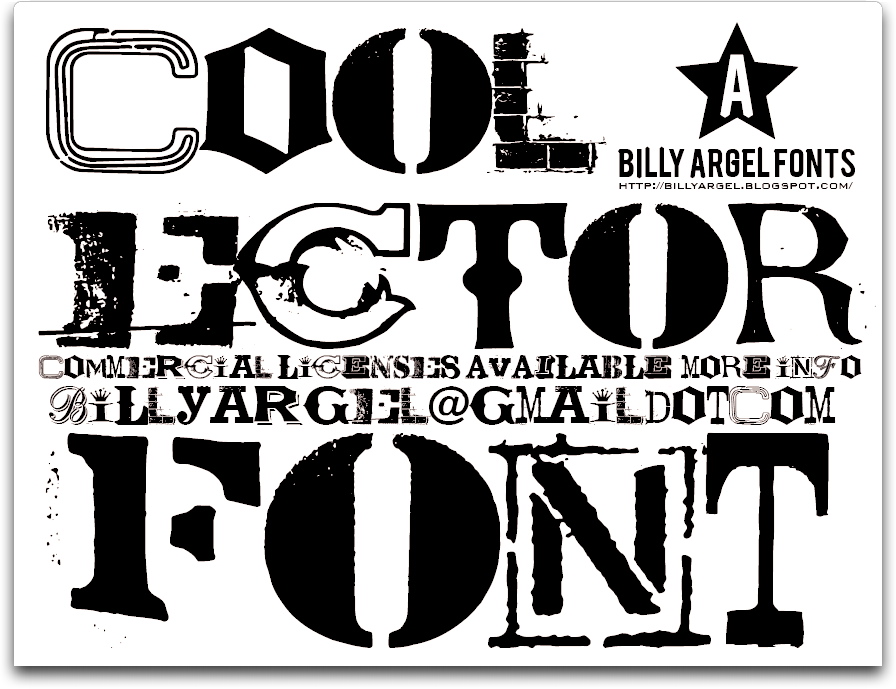 COOL
A
BILLY ARGEL FONTS
HTTP://BILLYARGEL.BLOGSPOT.COM/
ECTOR
COMMERCIAL LICENSES AVAILABLE MORE INFO
BILLYARGEL@GMAILDOTCOM
FONT